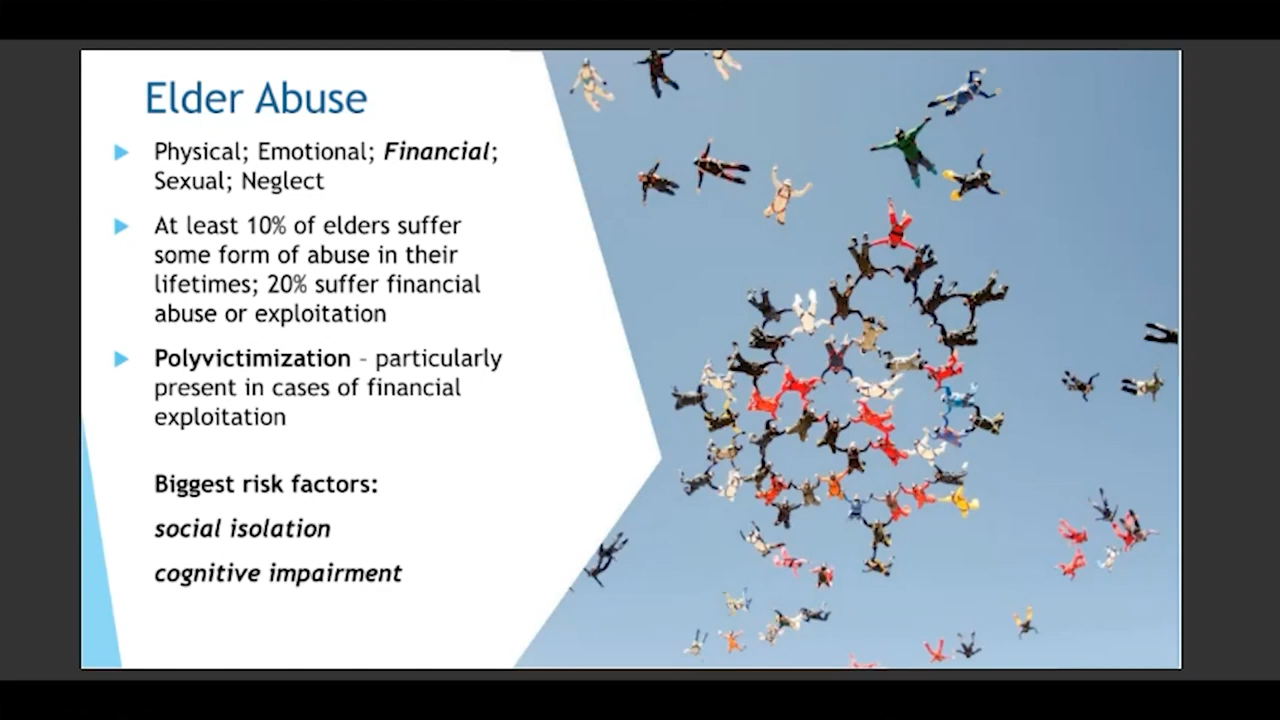 Elder Abuse
Physical; Emotional; Financial;
Sexual; Neglect
At least 10% of elders suffer
some form of abuse in their
lifetimes; 20% suffer financial
abuse or exploitation
Polyvictimization – particularly
present in cases of financial
exploitation
Biggest risk factors:
social isolation
cognitive impairment